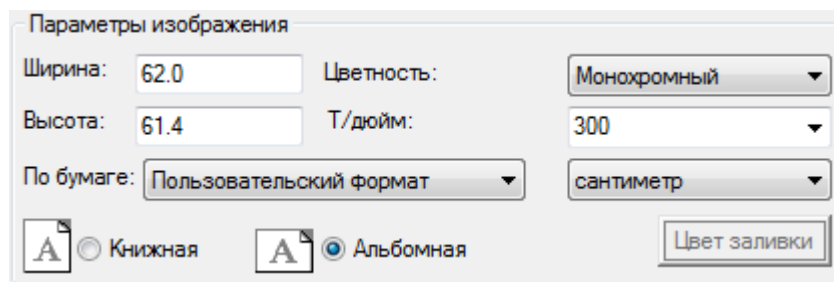 Параметры изображения
Ширина: 62.0 Цветность: Монохромный
Высота: 61.4 Т/дюйм: 300
По бумаге: Пользовательский формат сантиметр
A Книжная A Альбомная Цвет заливки